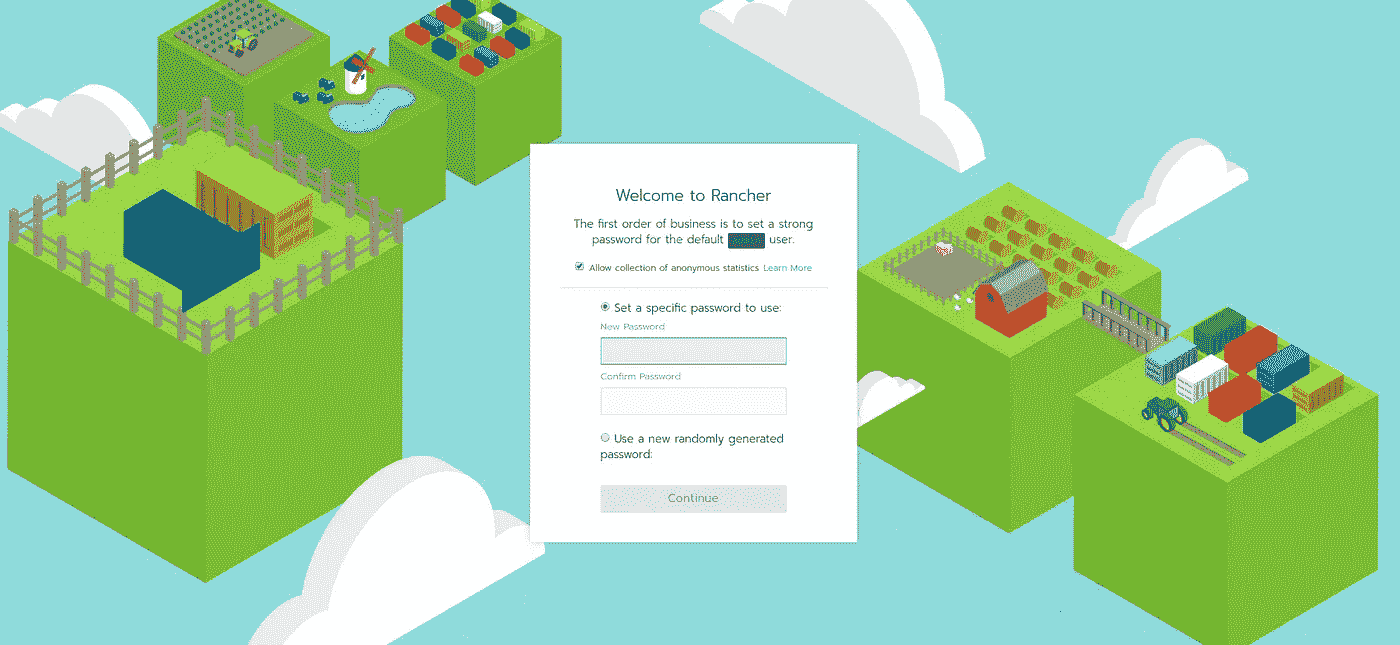 Welcome to Rancher
The first order of business is to set a strong
password for the default user.
Allow collection of anonymous statistics Learn More
Set a specific password to use:
New Password
Confirm Password
Use a new randomly generated
password:
Continue